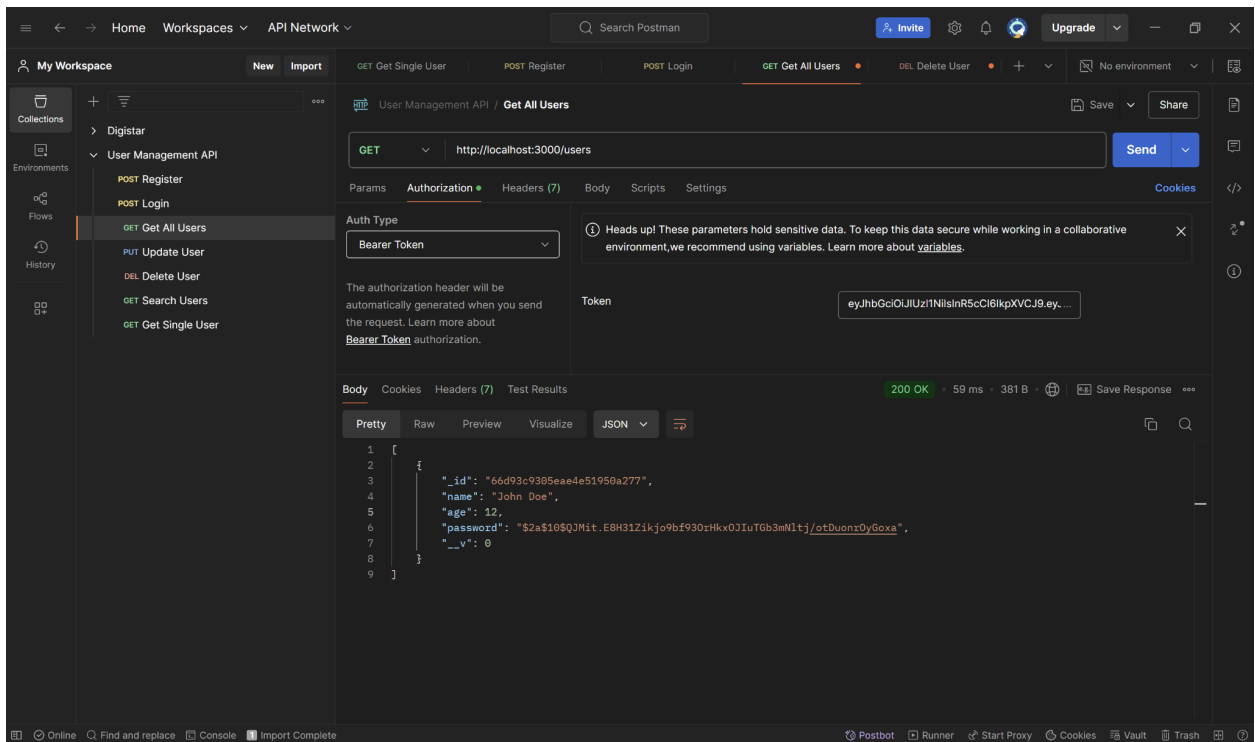 Home Workspaces API Network Search Postman Invite Upgrade
My Workspace New Import GET Get Single User POST Register POST Login GET Get All Users DEL Delete User No environment
Collections
Environments
Flows
History
Digistar
User Management API
POST Register
POST Login
GET Get All Users
PUT Update User
DEL Delete User
GET Search Users
GET Get Single User
HTTP User Management API / Get All Users Save Share
GET http://localhost:3000/users Send
Params Authorization Headers (7) Body Scripts Settings Cookies
Auth Type
Bearer Token
The authorization header will be
automatically generated when you send
the request. Learn more about
Bearer Token authorization.
Heads up! These parameters hold sensitive data. To keep this data secure while working in a collaborative
environment,we recommend using variables. Learn more about variables.
Token
Body Cookies Headers (7) Test Results 200 OK 59 ms 381 B e.g. Save Response
Pretty Raw Preview Visualize JSON
1 [
2 {
3 "_id": "66d93c9305eae4e51950a277",
4 "name": "John Doe",
5 "age": 12,
6 "password": "$2a$10$QJMit.E8H31Zikjo9bf93OrHkxOJIuTGb3mNltj/otDuonrOyGoxa",
7 "__v": 0
8 }
9 ]
Online Find and replace Console 1 Import Complete Postbot Runner Start Proxy Cookies Vault Trash